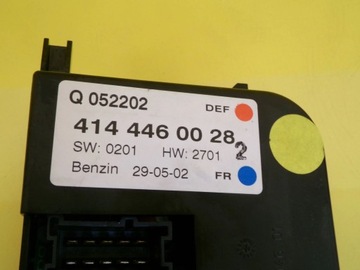 Q 052202 DEF
414 446 00 28 2
SW: 0201 HW: 2701
Benzin 29-05-02 FR